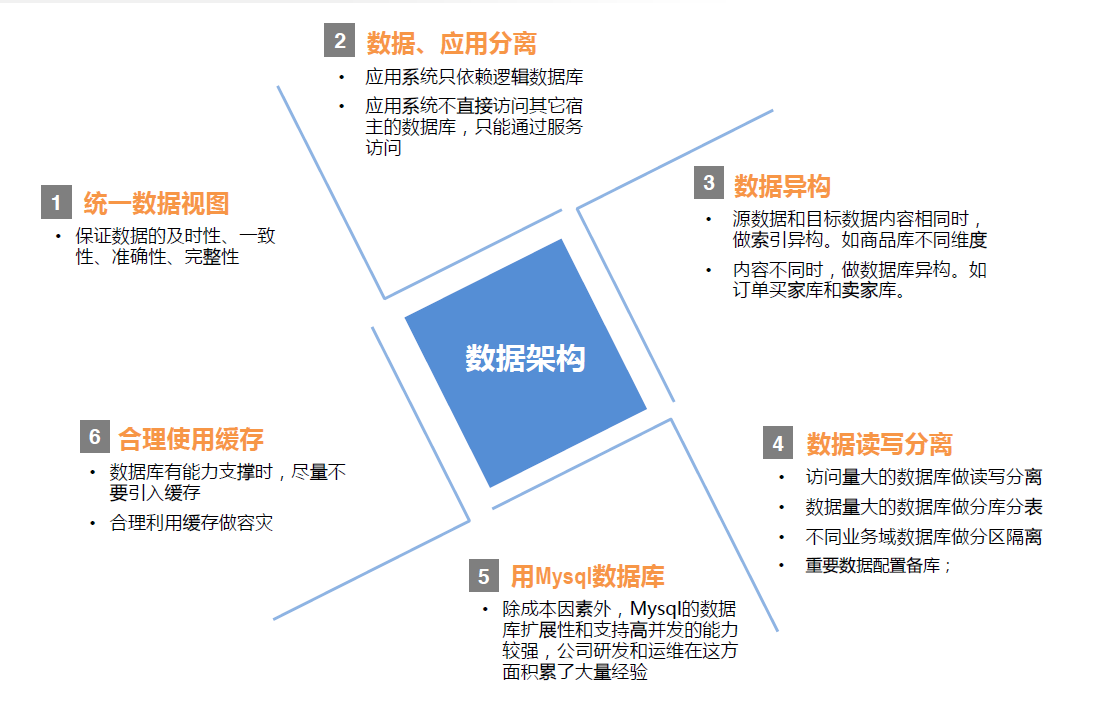 1 统一数据视图
• 保证数据的及时性、一致
性、准确性、完整性
2 数据、应用分离
• 应用系统只依赖逻辑数据库
• 应用系统不直接访问其它宿
主的数据库，只能通过服务
访问
3 数据异构
• 源数据和目标数据内容相同时，
做索引异构。如商品库不同维度
• 内容不同时，做数据库异构。如
订单买家库和卖家库。
数据架构
4 数据读写分离
• 访问量大的数据库做读写分离
• 数据量大的数据库做分库分表
• 不同业务域数据库做分区隔离
• 重要数据配置备库；
5 用Mysql数据库
• 除成本因素外，Mysql的数据
库扩展性和支持高并发的能力
较强，公司研发和运维在这方
面积累了大量经验
6 合理使用缓存
• 数据库有能力支撑时，尽量不
要引入缓存
• 合理利用缓存做容灾